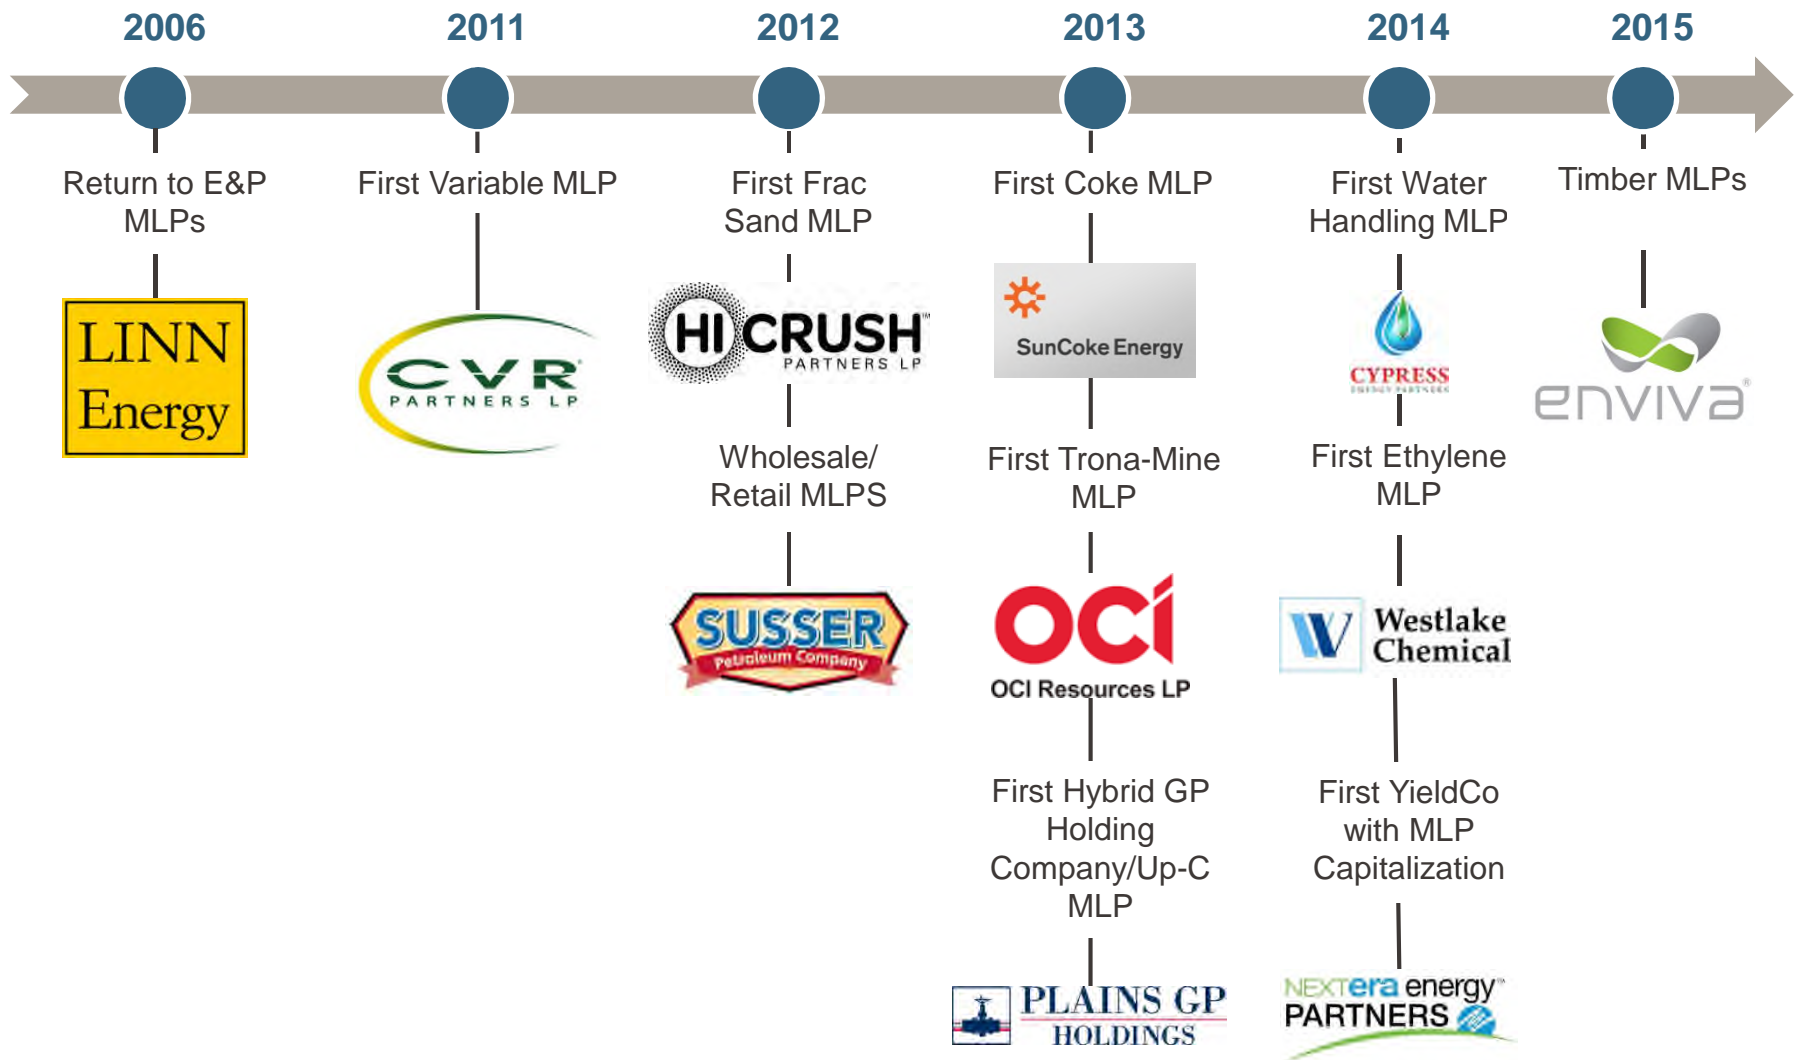 2006
2011
2012
2013
2014
2015
Return to E&P
MLPs
LINN
Energy
First Variable MLP
CVR®
PARTNERS LP
First Frac
Sand MLP
HI CRUSH™
PARTNERS LP
Wholesale/
Retail MLPS
SUSSER
Petroleum Company
First Coke MLP
SunCoke Energy
First Trona-Mine
MLP
OCI
OCI Resources LP
First Hybrid GP
Holding
Company/Up-C
MLP
PLAINS GP
HOLDINGS
First Water
Handling MLP
CYPRESS
ENERGY PARTNERS
First Ethylene
MLP
Westlake
Chemical
First YieldCo
with MLP
Capitalization
NEXTera energy™
PARTNERS
Timber MLPs
enviva®